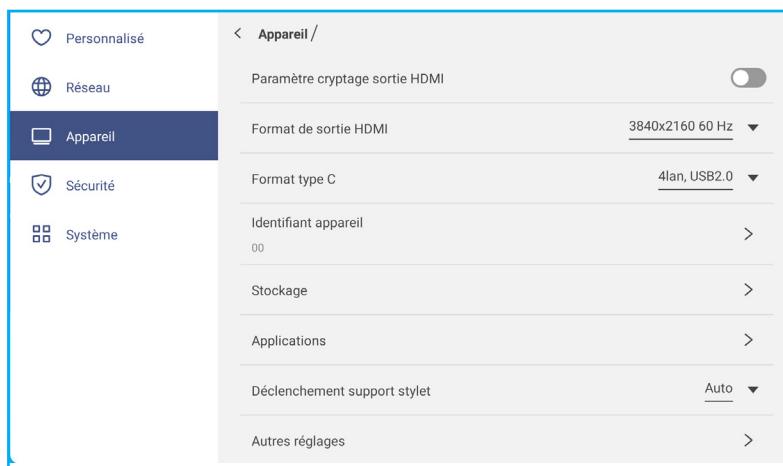 Personnalisé
Réseau
Appareil
Sécurité
Système
Appareil /
Paramètre cryptage sortie HDMI
Format de sortie HDMI 3840x2160 60 Hz
Format type C 4lan, USB2.0
Identifiant appareil
00
Stockage
Applications
Déclenchement support stylet Auto
Autres réglages